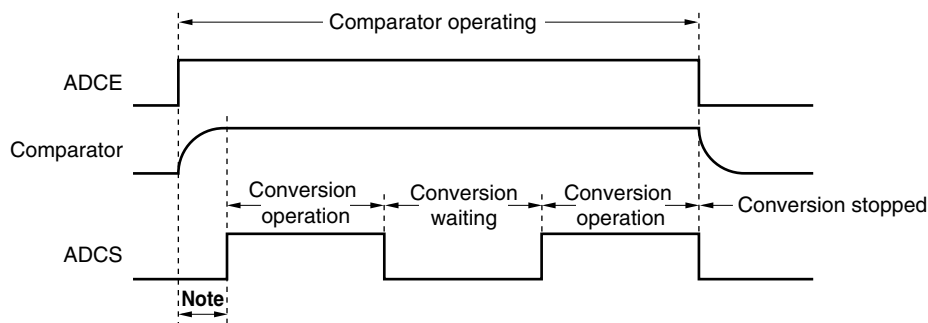 Comparator operating
ADCE
Comparator
Conversion
operation
Conversion
waiting
Conversion
operation
Conversion stopped
ADCS
Note